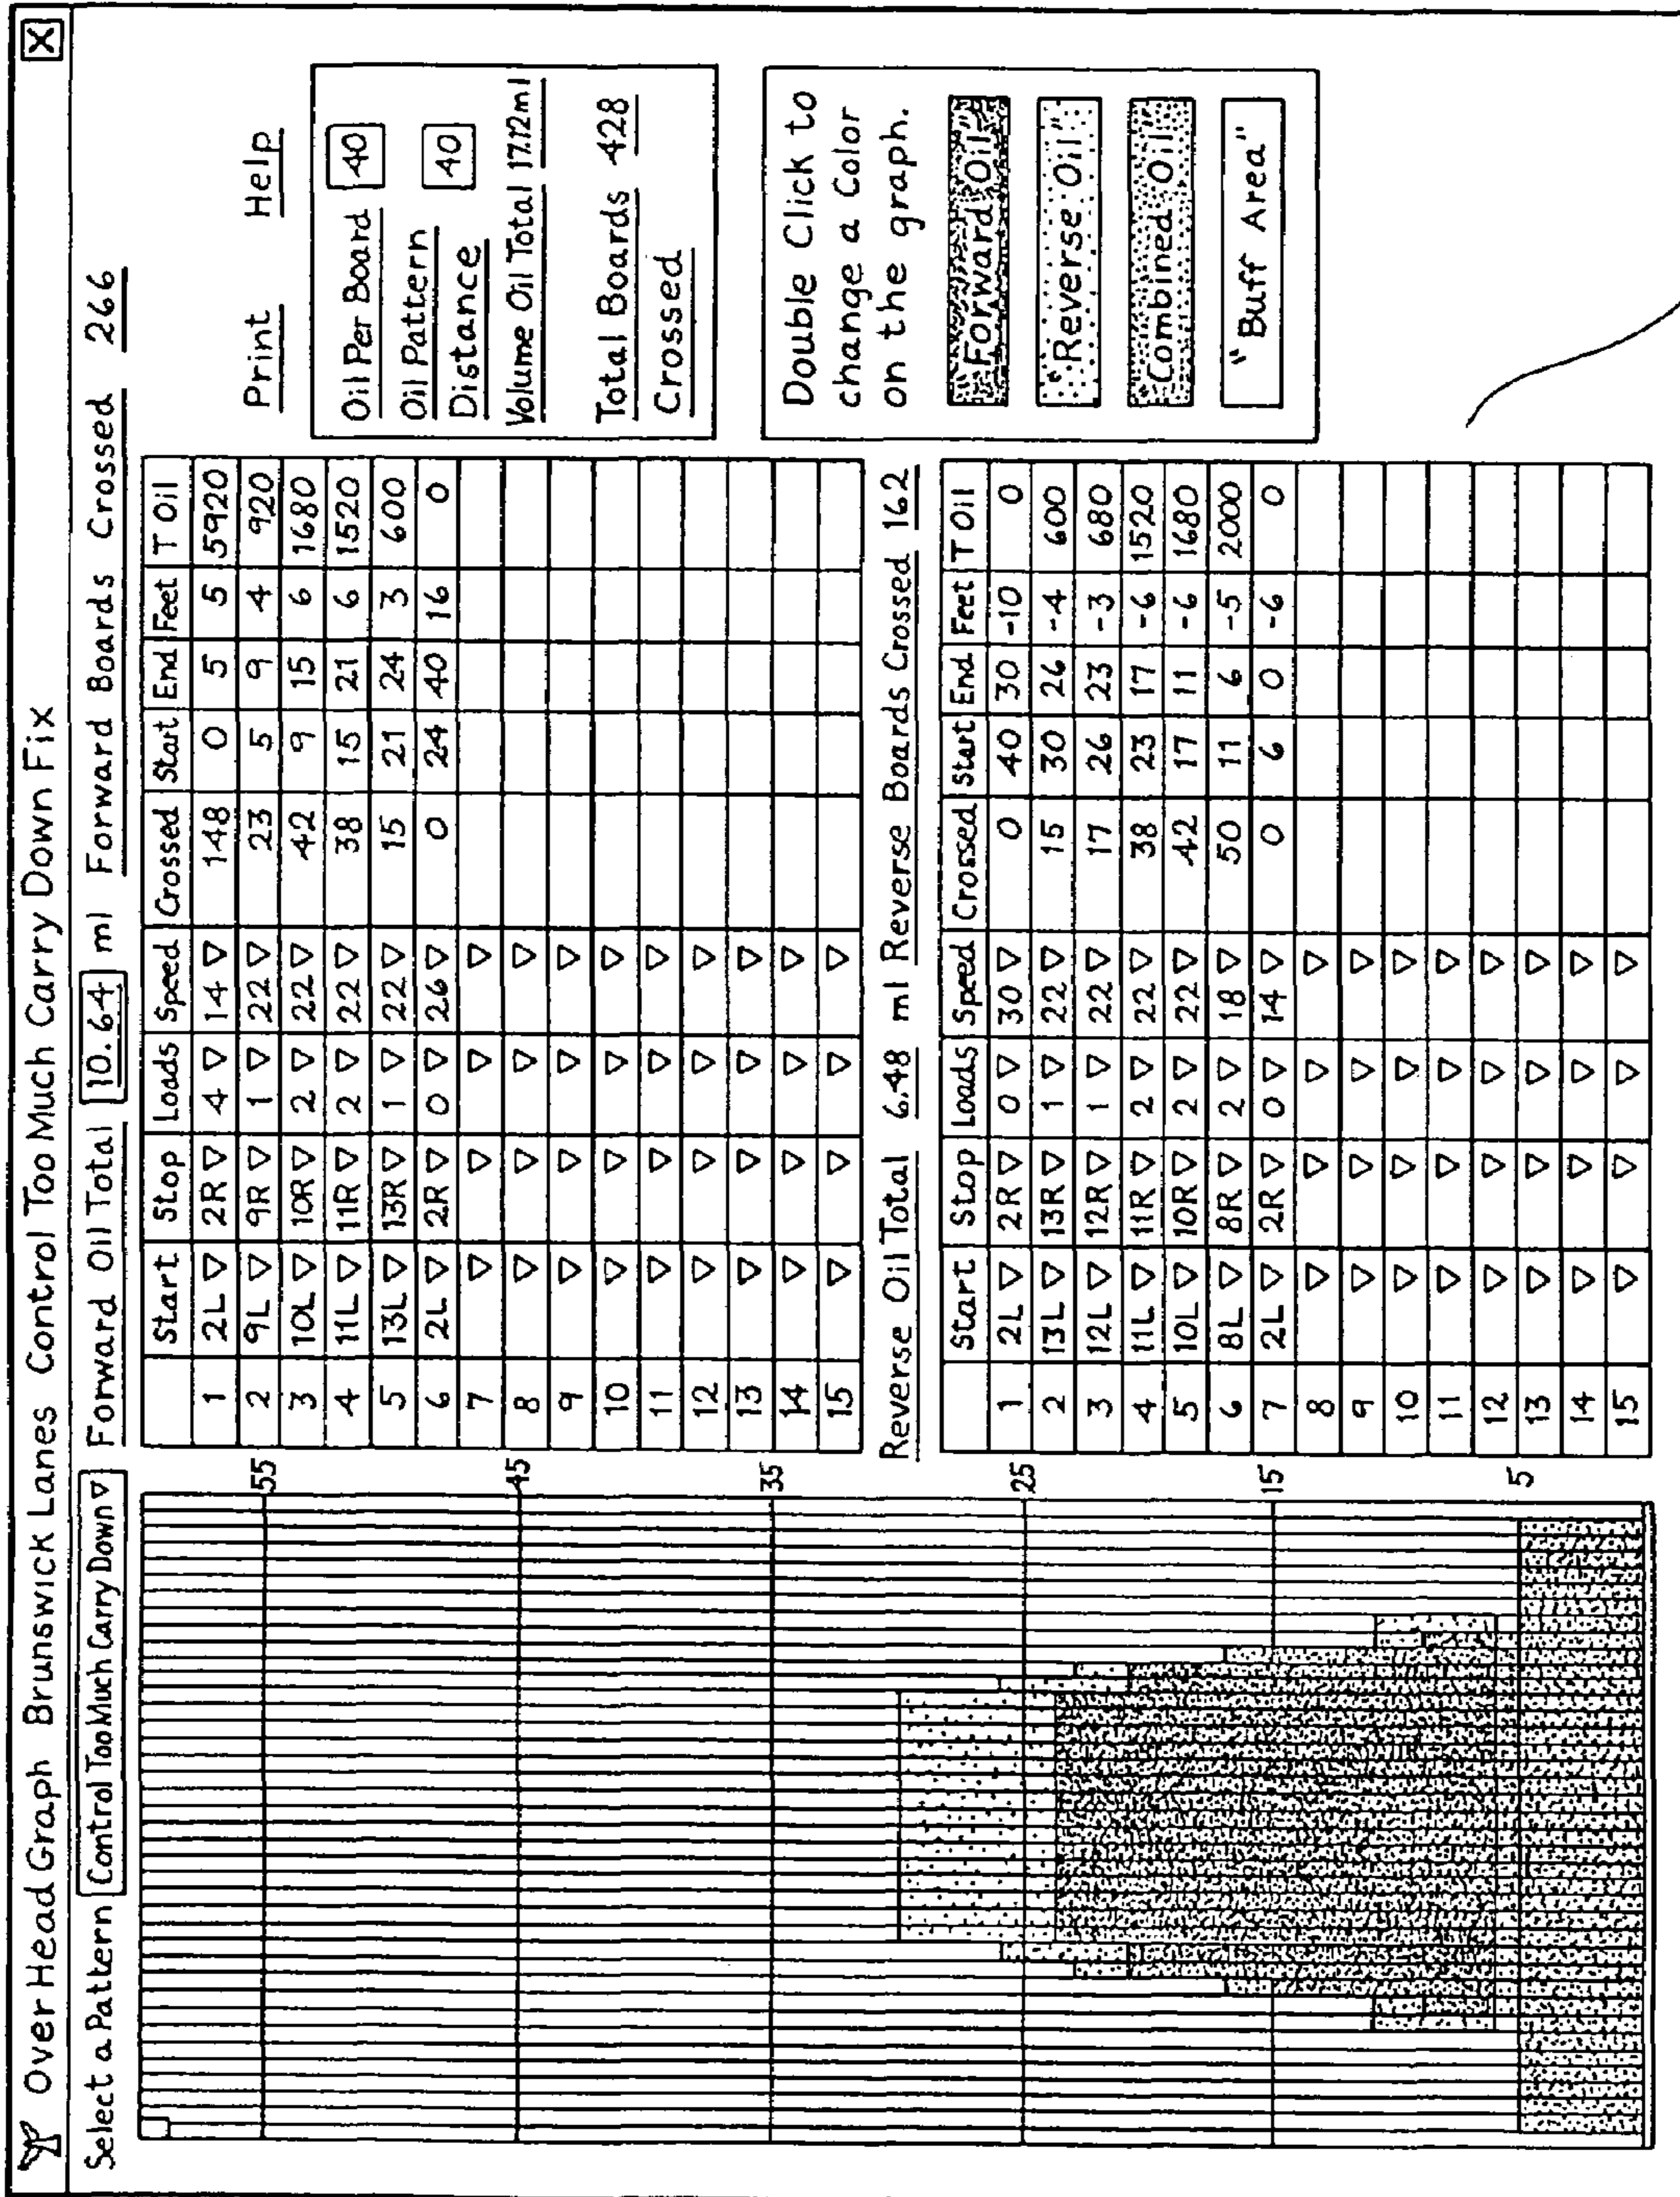 Over Head Graph Brunswick Lanes Control Too Much Carry Down Fix X
Select a Pattern Control Too Much Carry Down ▽ Forward Oil Total 10.64 ml Forward Boards Crossed 266
Print Help
Start Stop Loads Speed Crossed Start End Feet T Oil
1 2L ▽ 2R ▽ 4 ▽ 14 ▽ 148 0 5 5 5920
2 9L ▽ 9R ▽ 1 ▽ 22 ▽ 23 5 9 4 920
3 10L ▽ 10R ▽ 2 ▽ 22 ▽ 42 9 15 6 1680
4 11L ▽ 11R ▽ 2 ▽ 22 ▽ 38 15 21 6 1520
5 13L ▽ 13R ▽ 1 ▽ 22 ▽ 15 21 24 3 600
6 2L ▽ 2R ▽ 0 ▽ 26 ▽ 0 24 40 16 0
7 ▽ ▽ ▽ ▽
8 ▽ ▽ ▽ ▽
9 ▽ ▽ ▽ ▽
10 ▽ ▽ ▽ ▽
11 ▽ ▽ ▽ ▽
12 ▽ ▽ ▽ ▽
13 ▽ ▽ ▽ ▽
14 ▽ ▽ ▽ ▽
15 ▽ ▽ ▽ ▽
Reverse Oil Total 6.48 ml Reverse Boards Crossed 162
Start Stop Loads Speed Crossed Start End Feet T Oil
1 2L ▽ 2R ▽ 0 ▽ 30 ▽ 0 40 30 -10 0
2 13L ▽ 13R ▽ 1 ▽ 22 ▽ 15 30 26 -4 600
3 12L ▽ 12R ▽ 1 ▽ 22 ▽ 17 26 23 -3 680
4 11L ▽ 11R ▽ 2 ▽ 22 ▽ 38 23 17 -6 1520
5 10L ▽ 10R ▽ 2 ▽ 22 ▽ 42 17 11 -6 1680
6 8L ▽ 8R ▽ 2 ▽ 18 ▽ 50 11 6 -5 2000
7 2L ▽ 2R ▽ 0 ▽ 14 ▽ 0 6 0 -6 0
8 ▽ ▽ ▽ ▽
9 ▽ ▽ ▽ ▽
10 ▽ ▽ ▽ ▽
11 ▽ ▽ ▽ ▽
12 ▽ ▽ ▽ ▽
13 ▽ ▽ ▽ ▽
14 ▽ ▽ ▽ ▽
15 ▽ ▽ ▽ ▽
55
45
35
25
15
5
Oil Per Board 40
Oil Pattern
Distance 40
Volume Oil Total 17.12ml
Total Boards 428
Crossed
Double Click to
change a Color
on the graph.
"Forward Oil"
"Reverse Oil"
"Combined Oil"
"Buff Area"